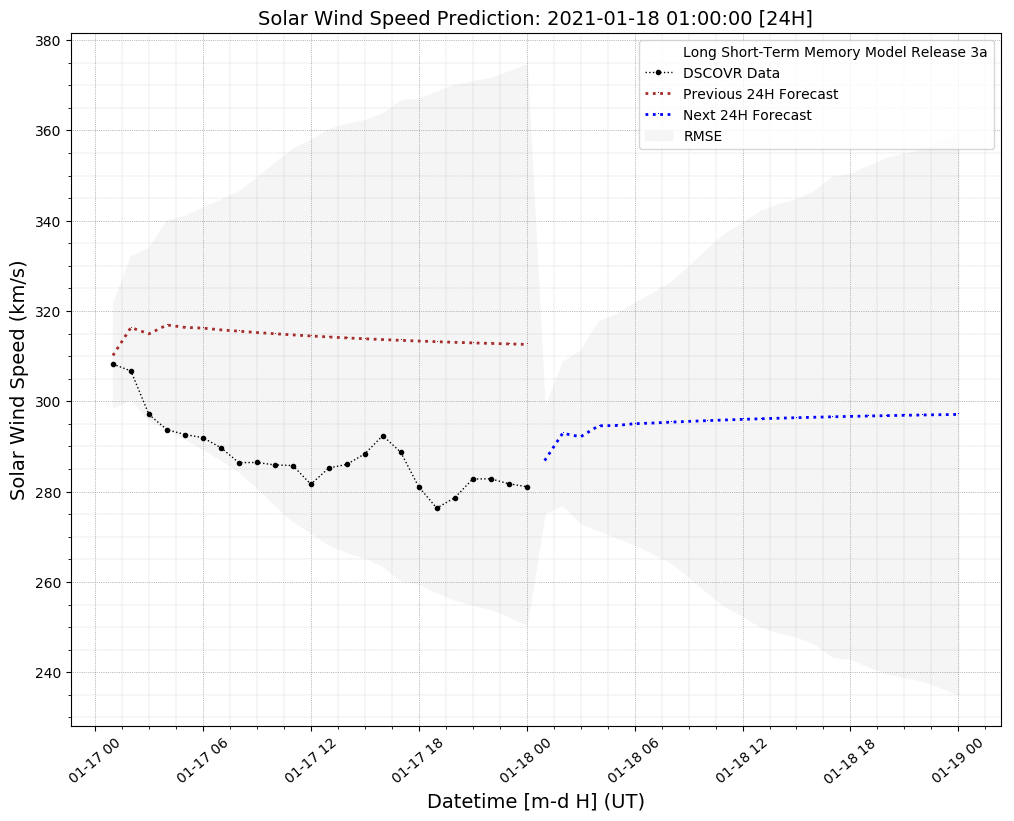 Solar Wind Speed Prediction: 2021-01-18 01:00:00 [24H]
Long Short-Term Memory Model Release 3a
DSCOVR Data
Previous 24H Forecast
Next 24H Forecast
RMSE
Solar Wind Speed (km/s)
380
360
340
320
300
280
260
240
01-17 00
01-17 06
01-17 12
01-17 18
01-18 00
01-18 06
01-18 12
01-18 18
01-19 00
Datetime [m-d H] (UT)